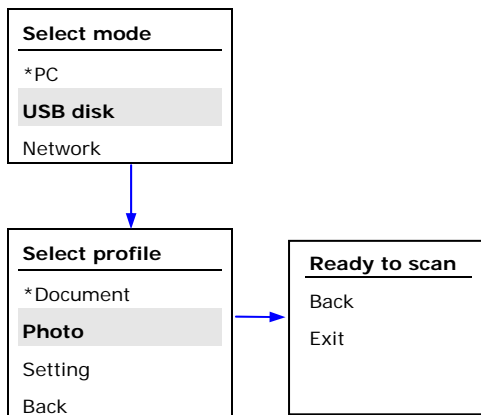 Select mode
*PC
USB disk
Network
Select profile
*Document
Photo
Setting
Back
Ready to scan
Back
Exit